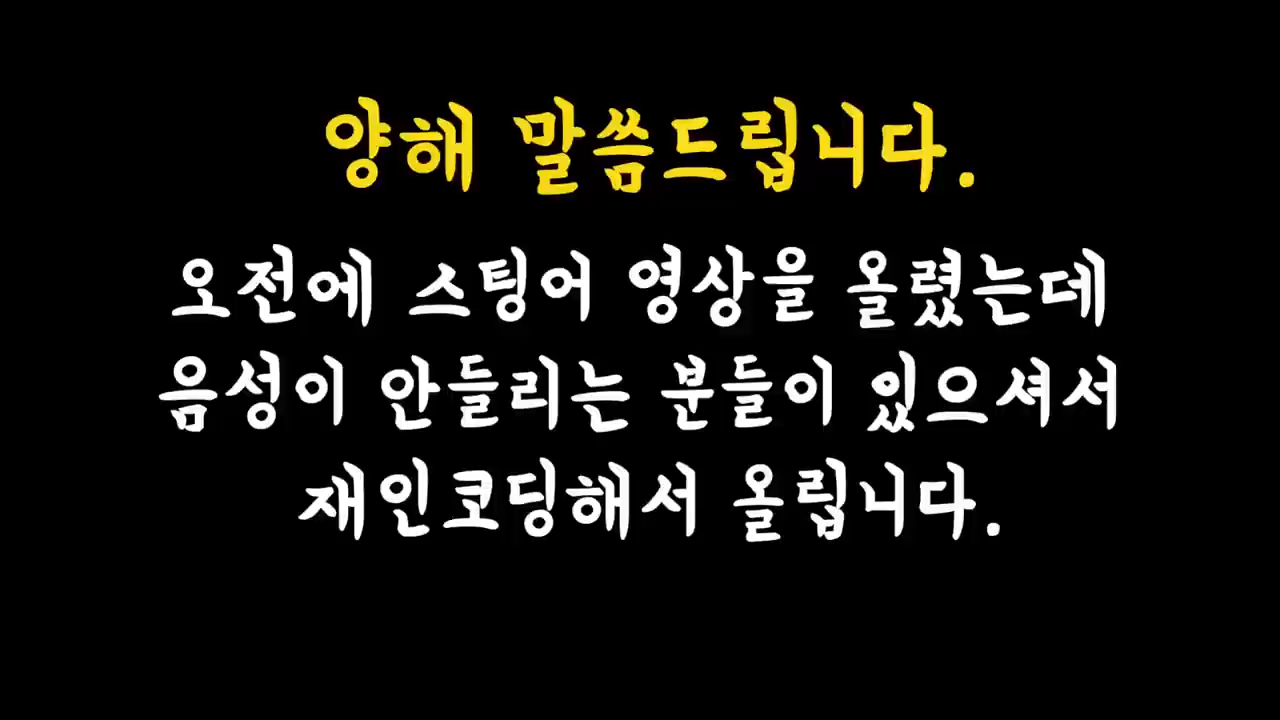 양해 말씀드립니다.
오전에 스팅어 영상을 올렸는데
음성이 안들리는 분들이 있으셔서
재인코딩해서 올립니다.